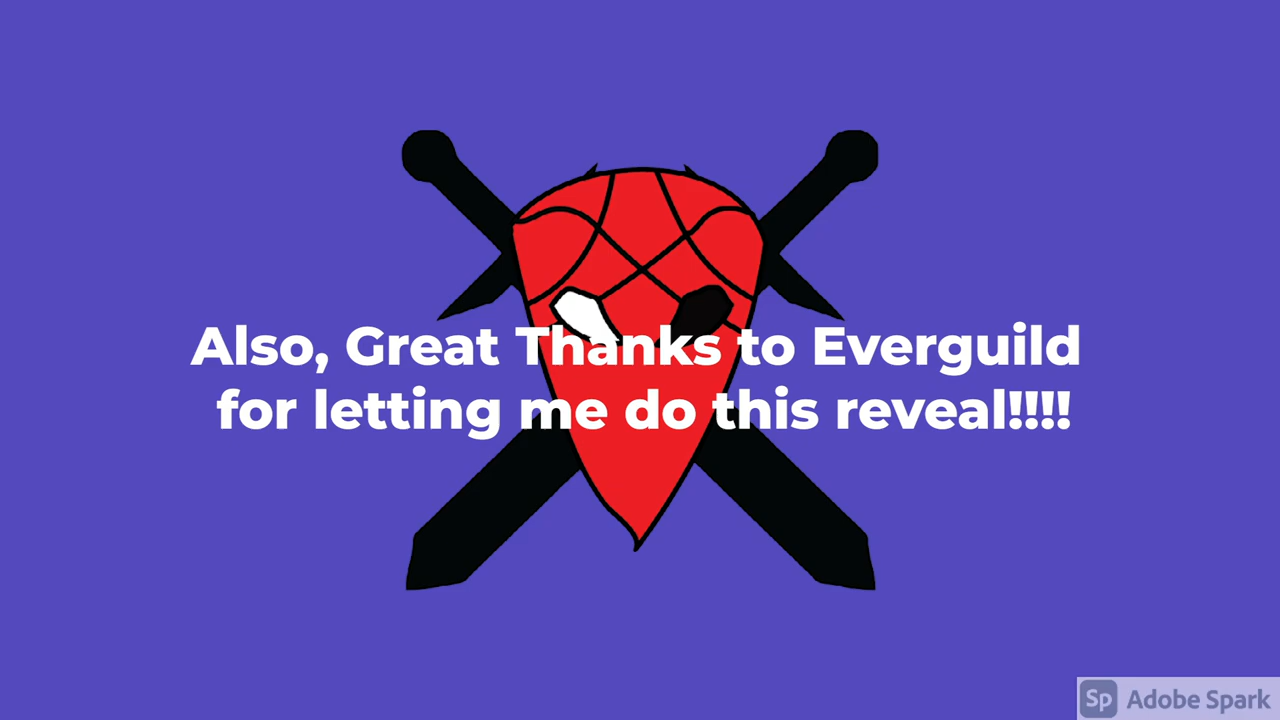 Also, Great Thanks to Everguild
for letting me do this reveal!!!!
Sp Adobe Spark